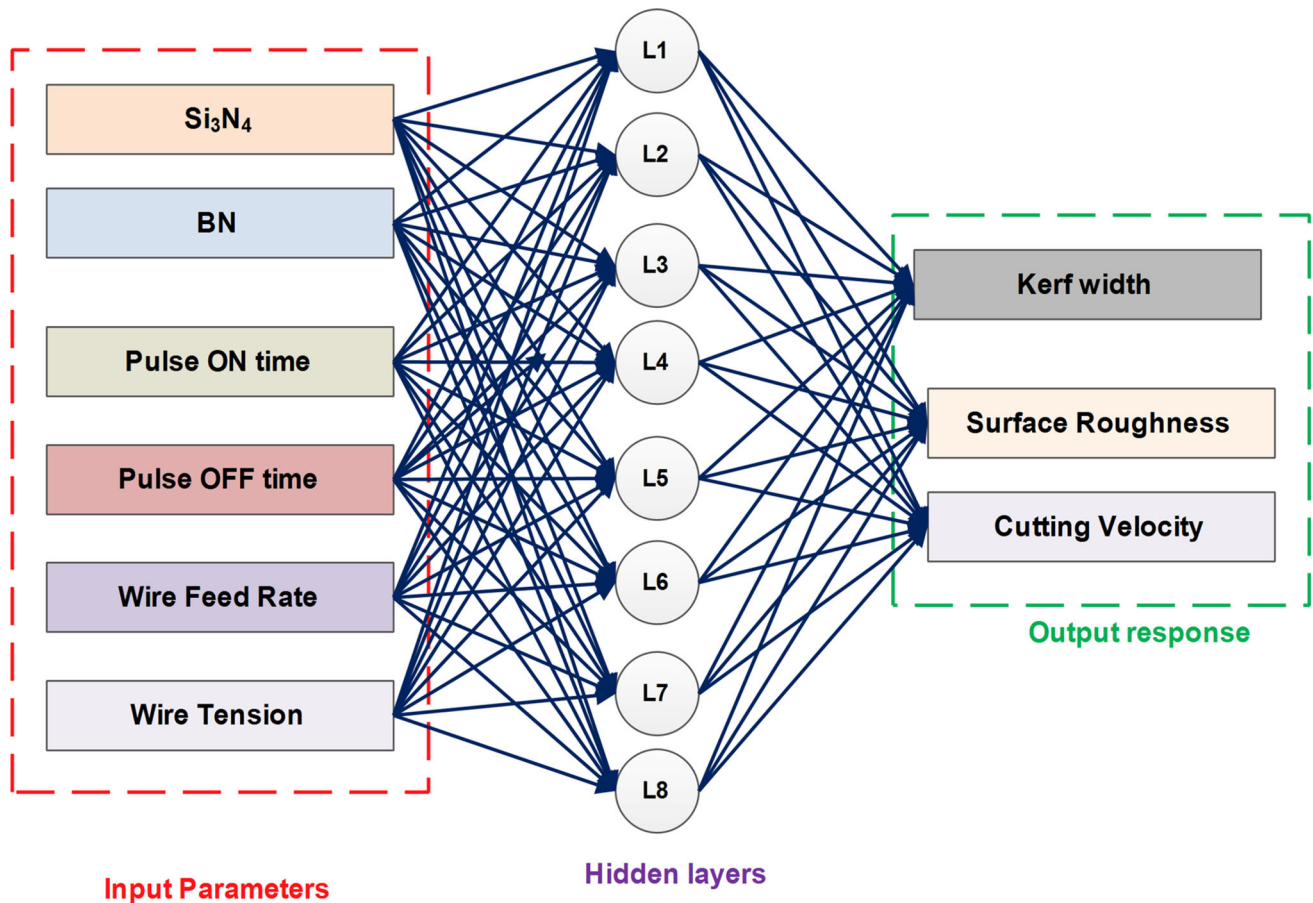 Si₃N₄
BN
Pulse ON time
Pulse OFF time
Wire Feed Rate
Wire Tension
Input Parameters
L1
L2
L3
L4
L5
L6
L7
L8
Hidden layers
Kerf width
Surface Roughness
Cutting Velocity
Output response